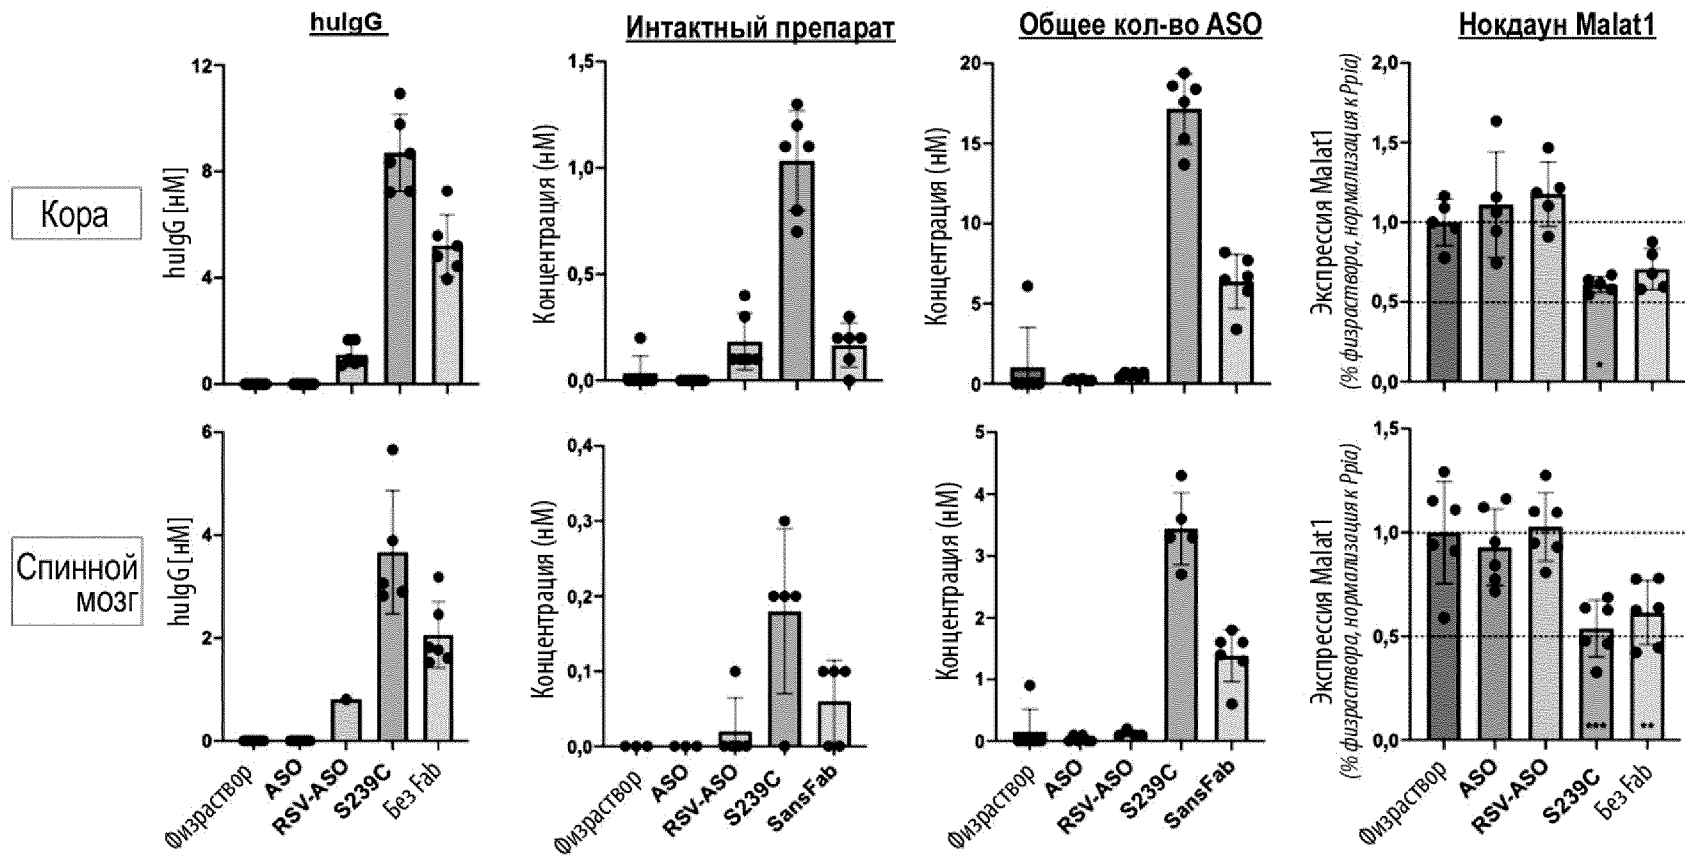 huIgG
Интактный препарат
Общее кол-во ASO
Нокдаун Malat1
Кора
huIgG [нМ]
12
8
4
0
Концентрация (нМ)
1,5
1,0
0,5
0,0
Концентрация (нМ)
20
15
10
5
0
Экспрессия Malat1
(% физраствора, нормализация к Ppia)
2,0
1,5
1,0
0,5
0,0
*
Спинной
мозг
huIgG [нМ]
6
4
2
0
Концентрация (нМ)
0,4
0,3
0,2
0,1
0,0
Концентрация (нМ)
5
4
3
2
1
0
Экспрессия Malat1
(% физраствора, нормализация к Ppia)
1,5
1,0
0,5
0,0
***
**
Физраствор
ASO
RSV-ASO
S239C
Без Fab
Физраствор
ASO
RSV-ASO
S239C
SansFab
Физраствор
ASO
RSV-ASO
S239C
SansFab
Физраствор
ASO
RSV-ASO
S239C
Без Fab